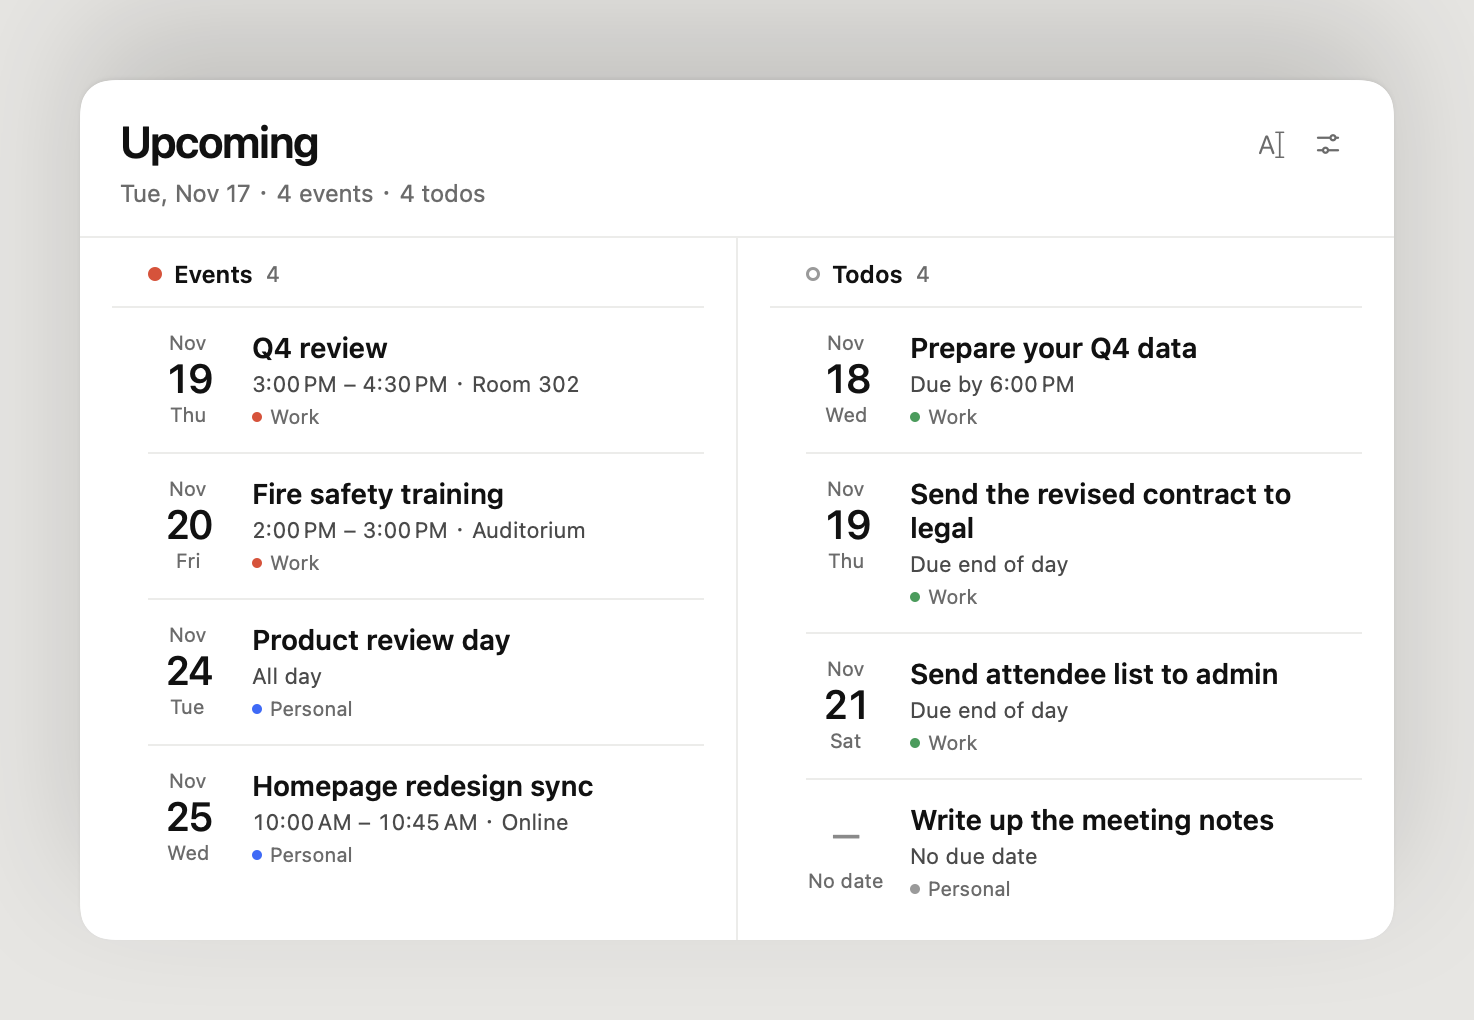 Upcoming
Tue, Nov 17 · 4 events · 4 todos
Events 4
Nov
19
Thu
Q4 review
3:00 PM – 4:30 PM · Room 302
Work
Nov
20
Fri
Fire safety training
2:00 PM – 3:00 PM · Auditorium
Work
Nov
24
Tue
Product review day
All day
Personal
Nov
25
Wed
Homepage redesign sync
10:00 AM – 10:45 AM · Online
Personal
Todos 4
Nov
18
Wed
Prepare your Q4 data
Due by 6:00 PM
Work
Nov
19
Thu
Send the revised contract to
legal
Due end of day
Work
Nov
21
Sat
Send attendee list to admin
Due end of day
Work
—
No date
Write up the meeting notes
No due date
Personal